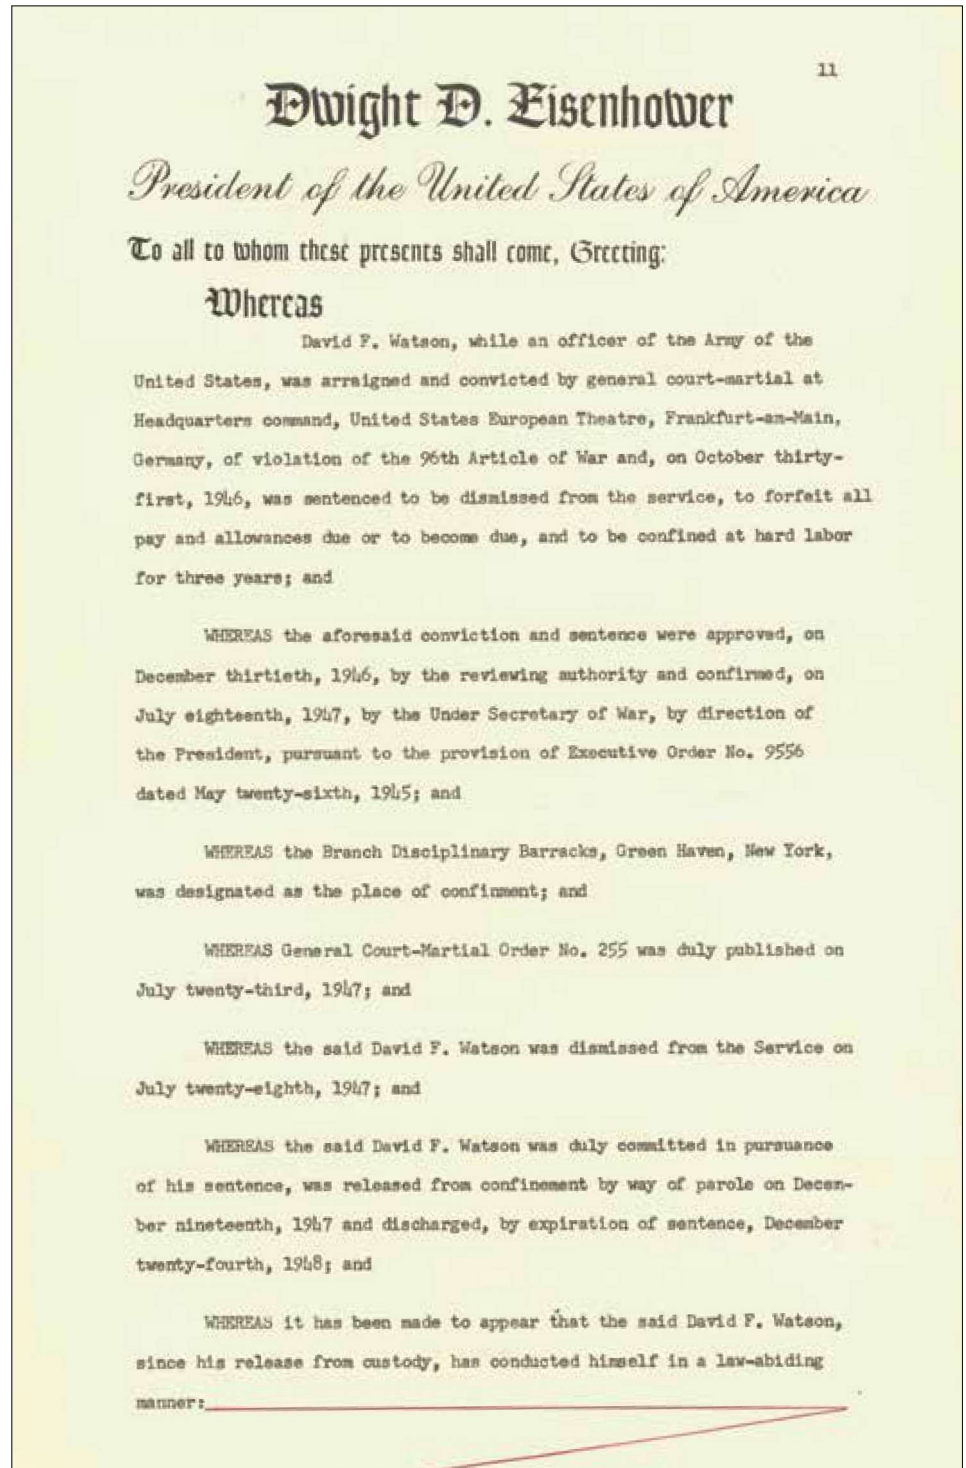 11
Dwight D. Eisenhower
President of the United States of America
To all to whom these presents shall come, Greeting:
Whereas
David F. Watson, while an officer of the Army of the
United States, was arraigned and convicted by general court-martial at
Headquarters command, United States European Theatre, Frankfurt-am-Main,
Germany, of violation of the 96th Article of War and, on October thirty-
first, 1946, was sentenced to be dismissed from the service, to forfeit all
pay and allowances due or to become due, and to be confined at hard labor
for three years; and
WHEREAS the aforesaid conviction and sentence were approved, on
December thirtieth, 1946, by the reviewing authority and confirmed, on
July eighteenth, 1947, by the Under Secretary of War, by direction of
the President, pursuant to the provision of Executive Order No. 9556
dated May twenty-sixth, 1945; and
WHEREAS the Branch Disciplinary Barracks, Green Haven, New York,
was designated as the place of confinment; and
WHEREAS General Court-Martial Order No. 255 was duly published on
July twenty-third, 1947; and
WHEREAS the said David F. Watson was dismissed from the Service on
July twenty-eighth, 1947; and
WHEREAS the said David F. Watson was duly committed in pursuance
of his sentence, was released from confinement by way of parole on Decem-
ber nineteenth, 1947 and discharged, by expiration of sentence, December
twenty-fourth, 1948; and
WHEREAS it has been made to appear that the said David F. Watson,
since his release from custody, has conducted himself in a law-abiding
manner: